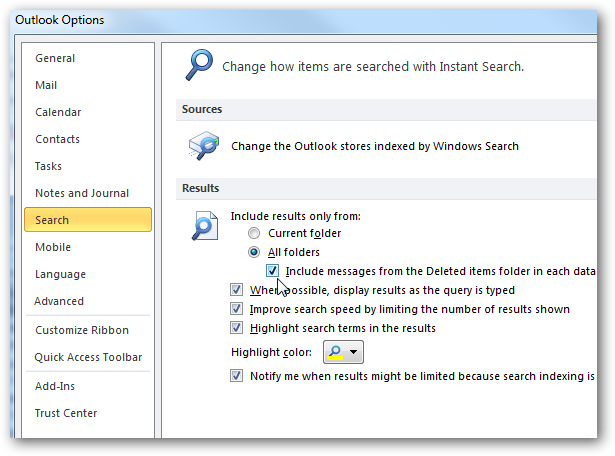 Outlook Options
General
Mail
Calendar
Contacts
Tasks
Notes and Journal
Search
Mobile
Language
Advanced
Customize Ribbon
Quick Access Toolbar
Add-Ins
Trust Center
Change how items are searched with Instant Search.
Sources
Change the Outlook stores indexed by Windows Search
Results
Include results only from:
Current folder
All folders
Include messages from the Deleted items folder in each data
When possible, display results as the query is typed
Improve search speed by limiting the number of results shown
Highlight search terms in the results
Highlight color:
Notify me when results might be limited because search indexing is